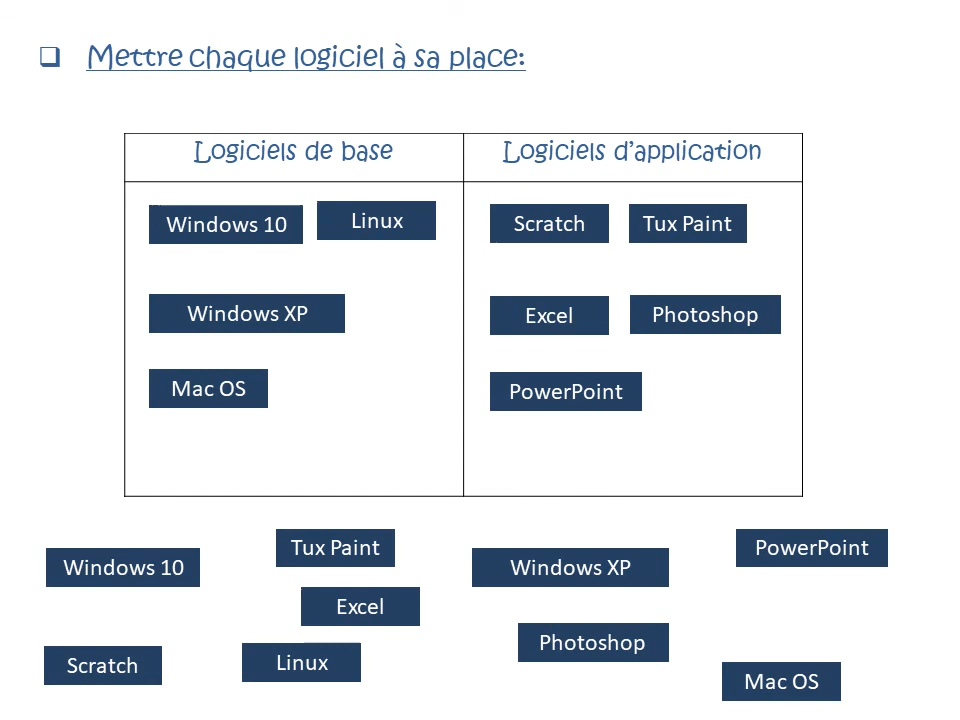 Mettre chaque logiciel à sa place:
Logiciels de base
Logiciels d'application
Windows 10
Linux
Scratch
Tux Paint
Windows XP
Excel
Photoshop
Mac OS
PowerPoint
Tux Paint
PowerPoint
Windows 10
Windows XP
Excel
Photoshop
Scratch
Linux
Mac OS